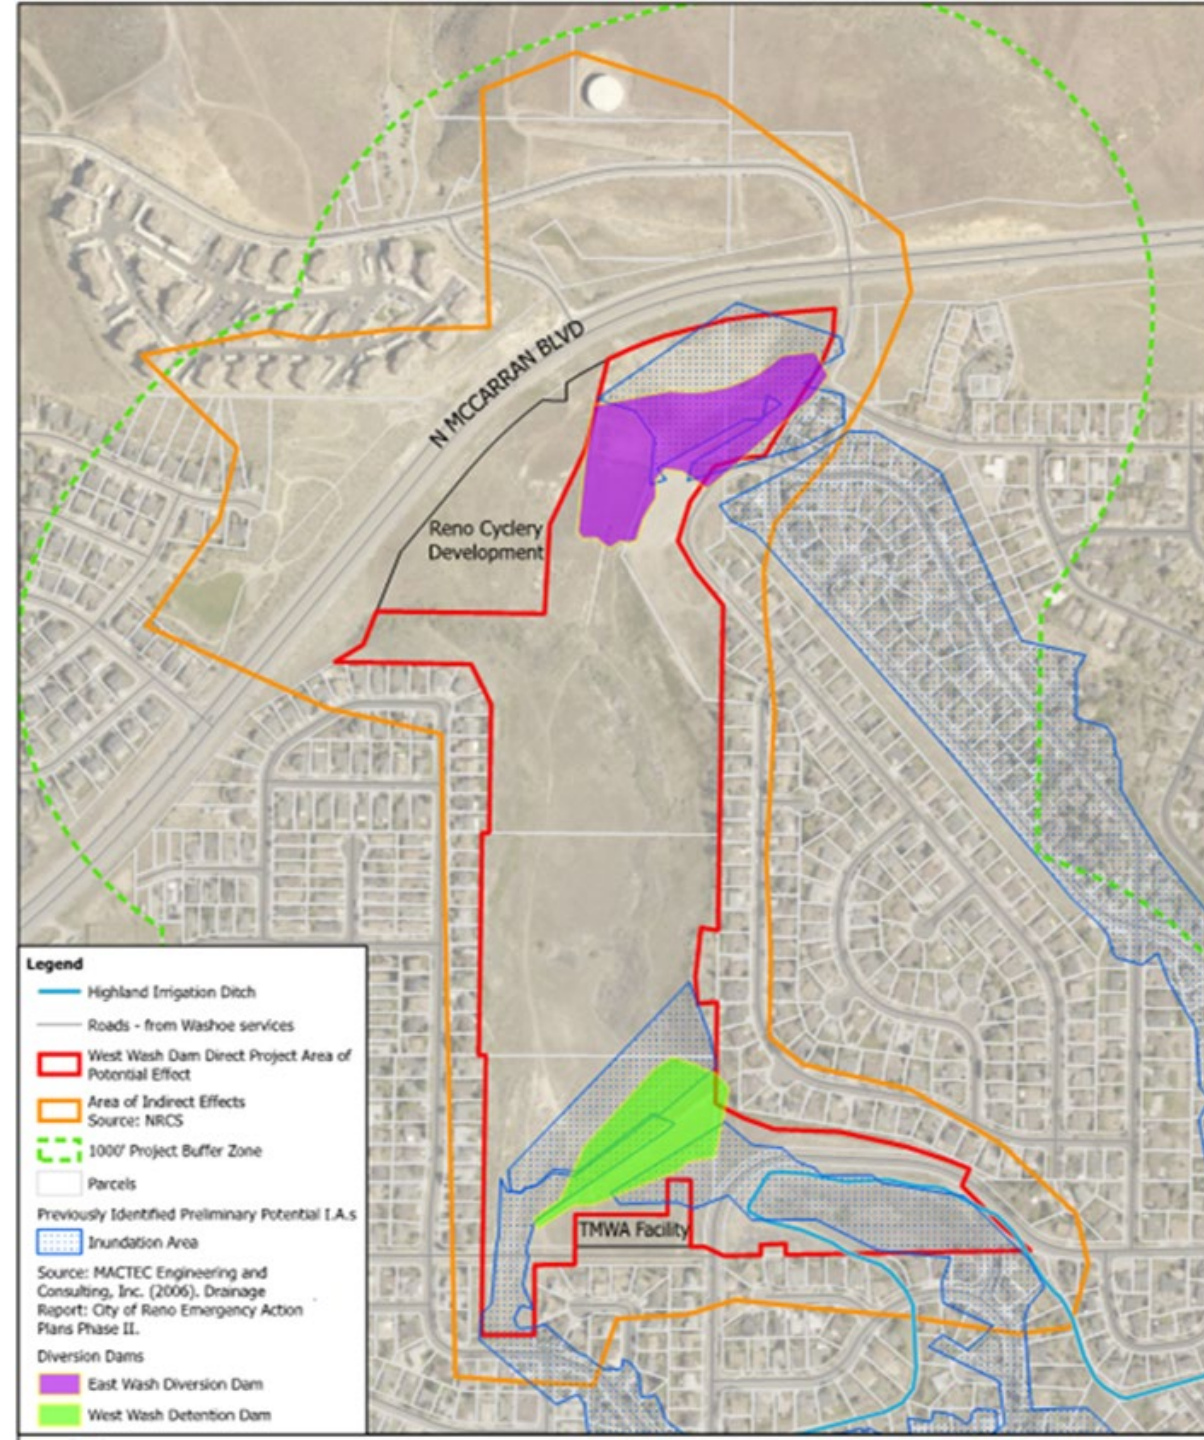 N MCCARRAN BLVD
Reno Cyclery
Development
TMWA Facility
Legend
Highland Irrigation Ditch
Roads - from Washoe services
West Wash Dam Direct Project Area of
Potential Effect
Area of Indirect Effects
Source: NRCS
1000' Project Buffer Zone
Parcels
Previously Identified Preliminary Potential I.A.s
Inundation Area
Source: MACTEC Engineering and
Consulting, Inc. (2006). Drainage
Report: City of Reno Emergency Action
Plans Phase II.
Diversion Dams
East Wash Diversion Dam
West Wash Detention Dam